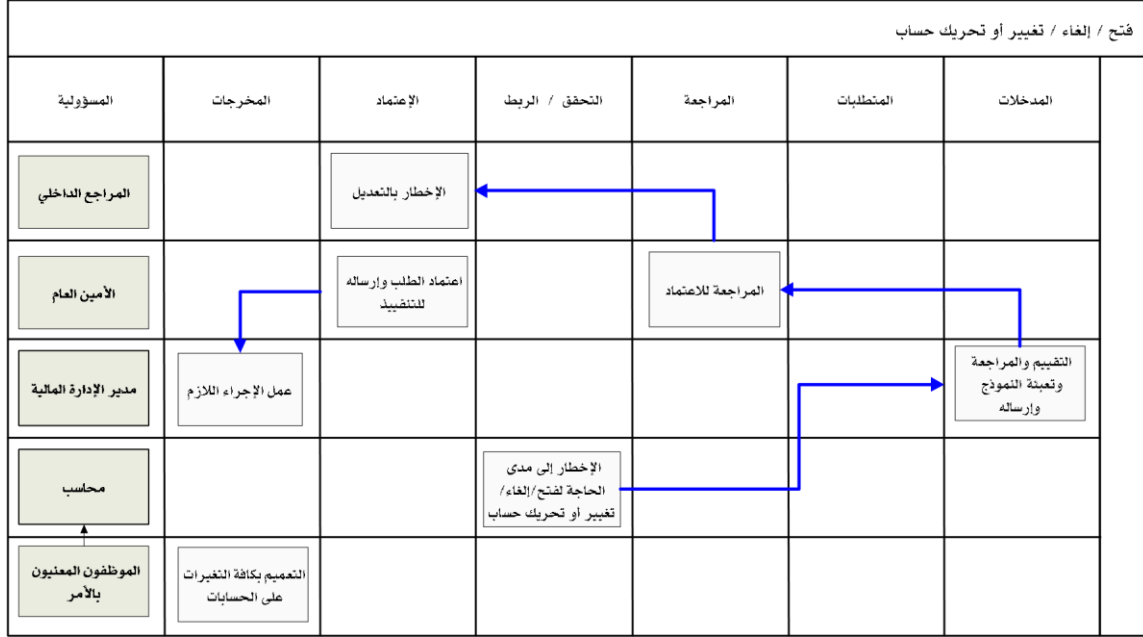 فتح / إلغاء / تغيير أو تحريك حساب
المدخلات
المتطلبات
المراجعة
التحقق / الربط
الإعتماد
المخرجات
المسؤولية
الإخطار بالتعديل
المراجع الداخلي
المراجعة للاعتماد
اعتماد الطلب وإرساله
للتنفييذ
الأمين العام
التقييم والمراجعة
وتعبئة النموذج
وإرساله
عمل الإجراء اللازم
مدير الإدارة المالية
الإخطار إلى مدى
الحاجة لفتح/إلغاء/
تغيير أو تحريك حساب
محاسب
التعميم بكافة التغيرات
على الحسابات
الموظفون المعنيون
بالأمر